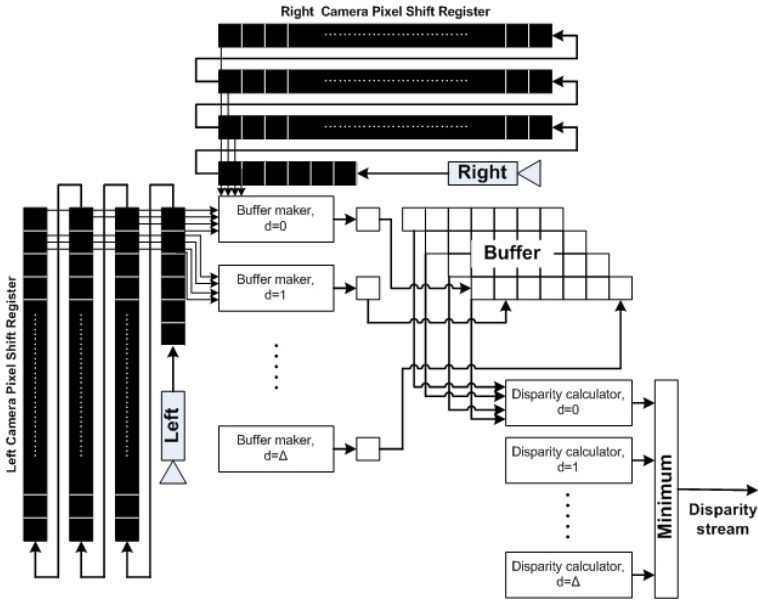 Right Camera Pixel Shift Register
Right
Left Camera Pixel Shift Register
Left
Buffer maker,
d=0
Buffer maker,
d=1
Buffer maker,
d=Δ
Buffer
Disparity calculator,
d=0
Disparity calculator,
d=1
Disparity calculator,
d=Δ
Minimum
Disparity
stream